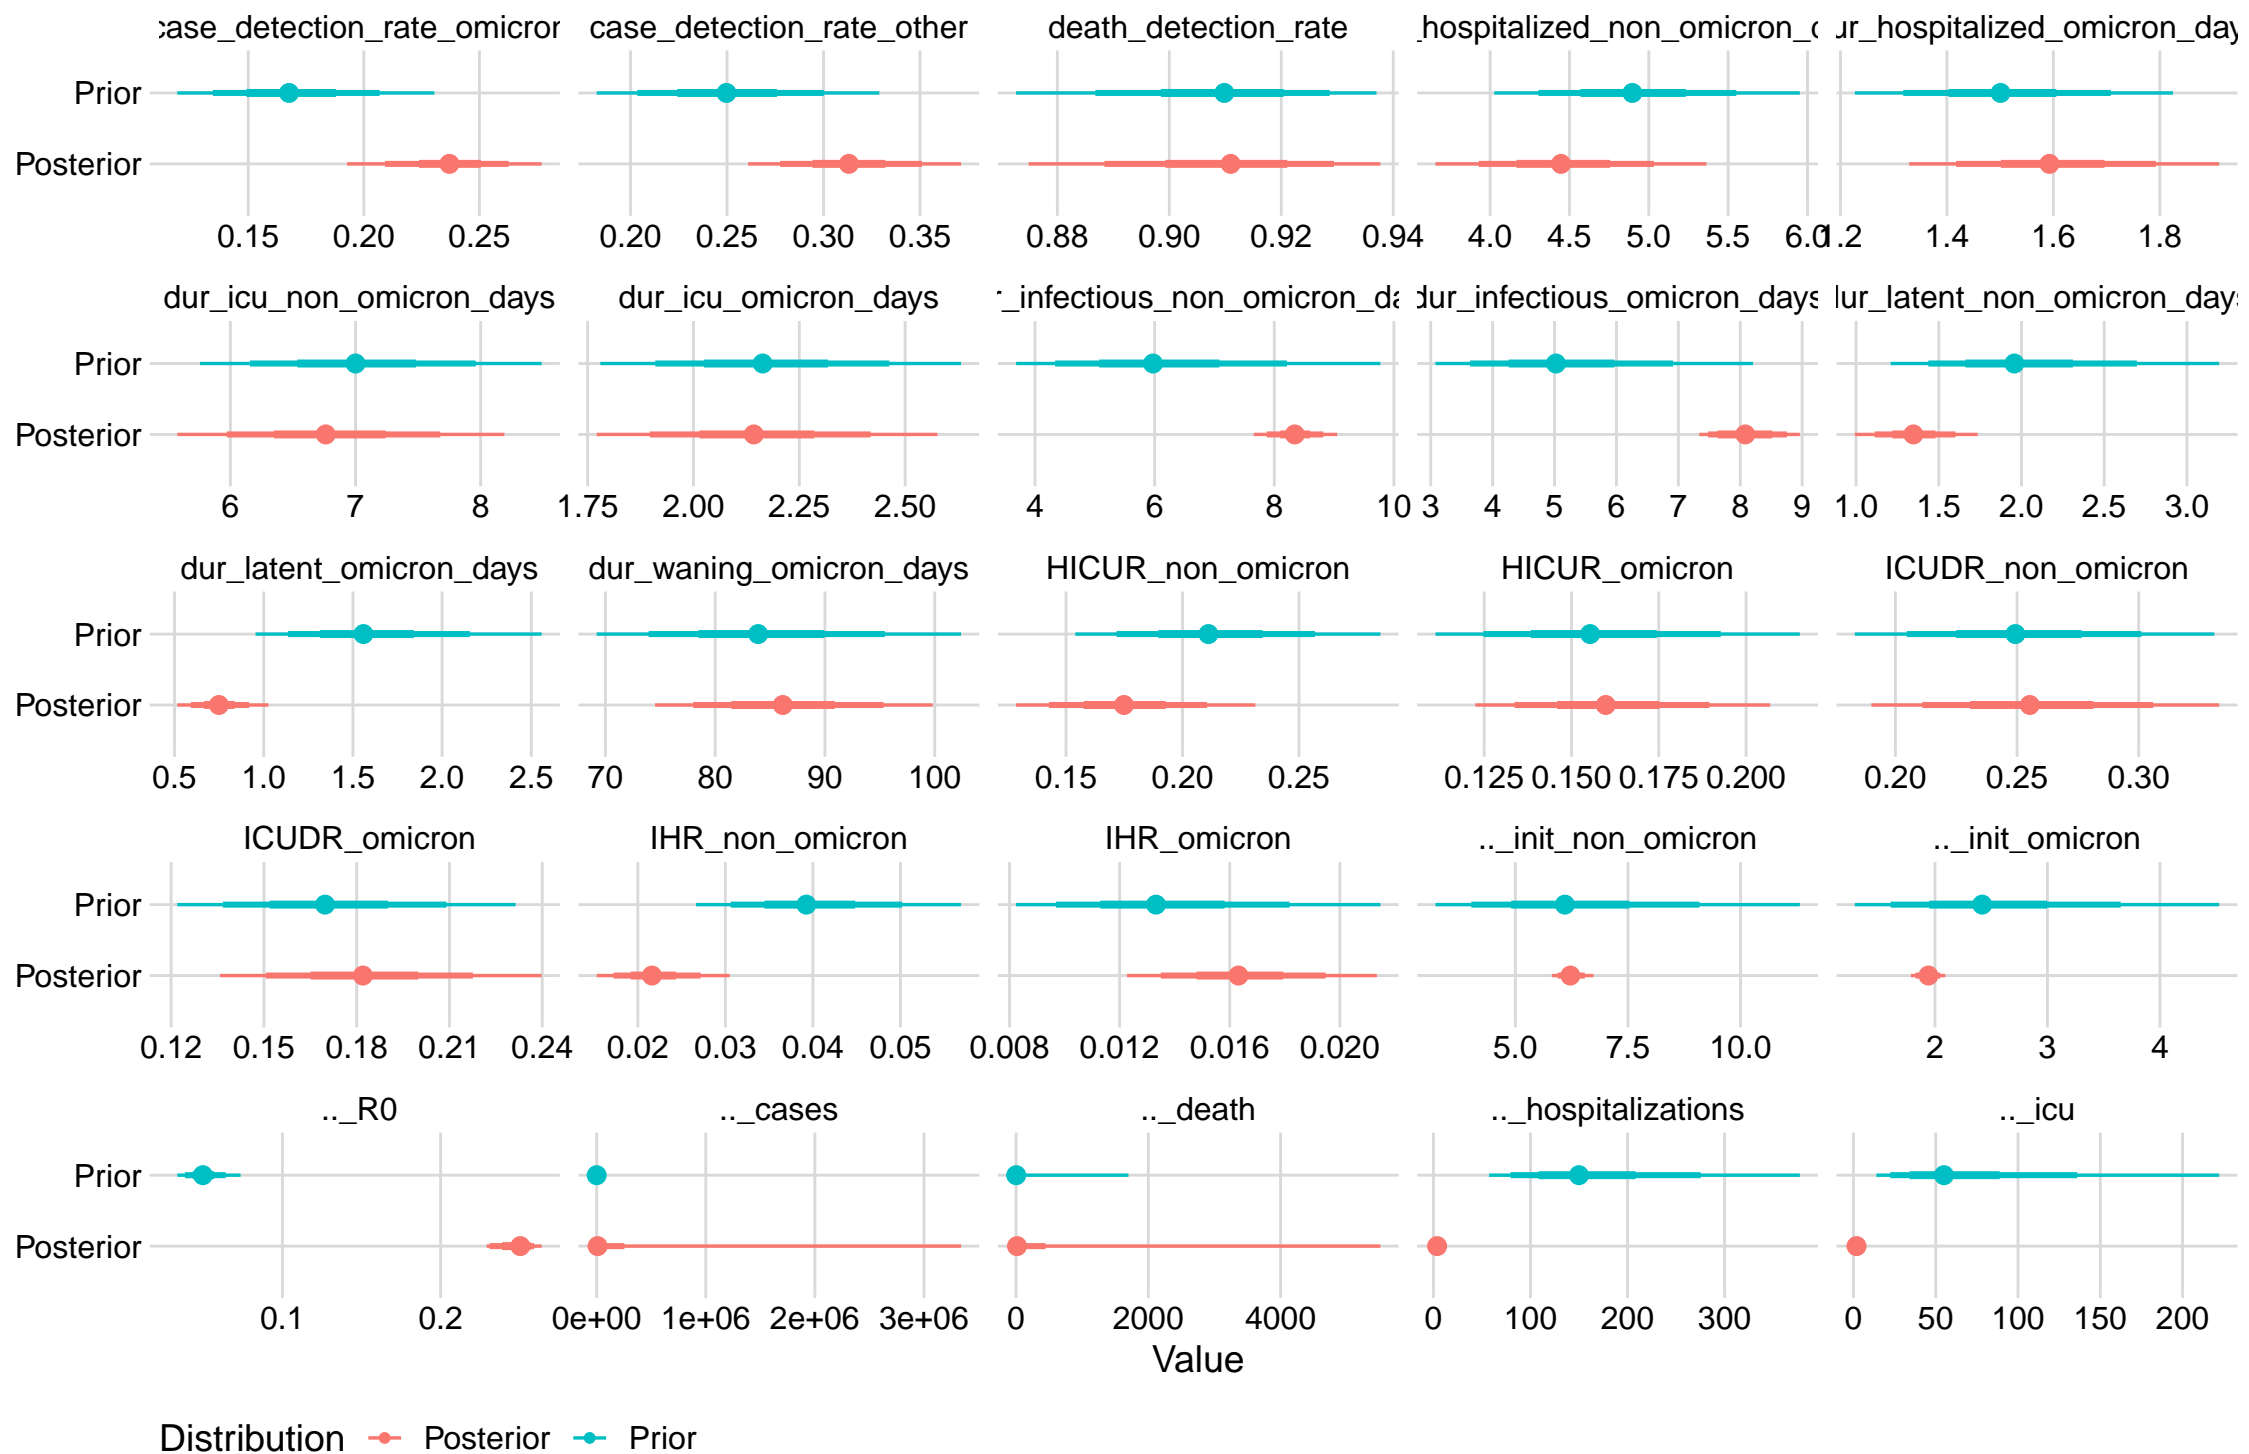 case_detection_rate_omicron case_detection_rate_other death_detection_rate _hospitalized_non_omicron_ ur_hospitalized_omicron_day
Prior
Posterior
0.15 0.20 0.25 0.20 0.25 0.30 0.35 0.88 0.90 0.92 0.94 4.0 4.5 5.0 5.5 6.0 1.2 1.4 1.6 1.8
dur_icu_non_omicron_days dur_icu_omicron_days r_infectious_non_omicron_da dur_infectious_omicron_days dur_latent_non_omicron_days
Prior
Posterior
6 7 8 1.75 2.00 2.25 2.50 4 6 8 10 3 4 5 6 7 8 9 1.0 1.5 2.0 2.5 3.0
dur_latent_omicron_days dur_waning_omicron_days HICUR_non_omicron HICUR_omicron ICUDR_non_omicron
Prior
Posterior
0.5 1.0 1.5 2.0 2.5 70 80 90 100 0.15 0.20 0.25 0.125 0.150 0.175 0.200 0.20 0.25 0.30
ICUDR_omicron IHR_non_omicron IHR_omicron .._init_non_omicron .._init_omicron
Prior
Posterior
0.12 0.15 0.18 0.21 0.24 0.02 0.03 0.04 0.05 0.008 0.012 0.016 0.020 5.0 7.5 10.0 2 3 4
.._R0 .._cases .._death .._hospitalizations .._icu
Prior
Posterior
0.1 0.2 0e+00 1e+06 2e+06 3e+06 0 2000 4000 0 100 200 300 0 50 100 150 200
Value
Distribution Posterior Prior